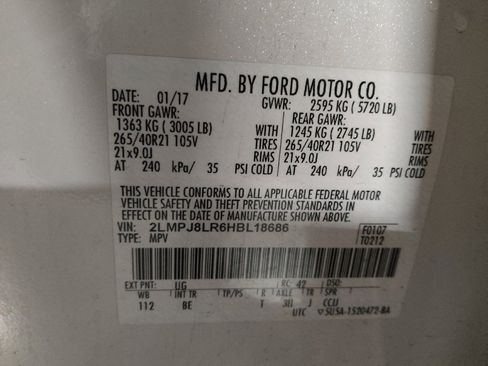 MFD. BY FORD MOTOR CO.
DATE: 01/17 GVWR: 2595 KG ( 5720 LB)
FRONT GAWR: REAR GAWR:
1363 KG ( 3005 LB) WITH 1245 KG ( 2745 LB) WITH
265/40R21 105V TIRES 265/40R21 105V TIRES
21x9.0J RIMS 21x9.0J RIMS
AT 240 kPa/ 35 PSI COLD AT 240 kPa/ 35 PSI COLD
THIS VEHICLE CONFORMS TO ALL APPLICABLE FEDERAL MOTOR
VEHICLE SAFETY AND THEFT PREVENTION STANDARDS IN
EFFECT ON THE DATE OF MANUFACTURE SHOWN ABOVE.
VIN: 2LMPJ8LR6HBL18686 F0107
TYPE: MPV T0212
EXT PNT: UG RC: 42 DSO:
WB INT TR TP/PS R AXLE TR SPR
112 BE T J CCIJ
UTC 5U5A-1520472-BA